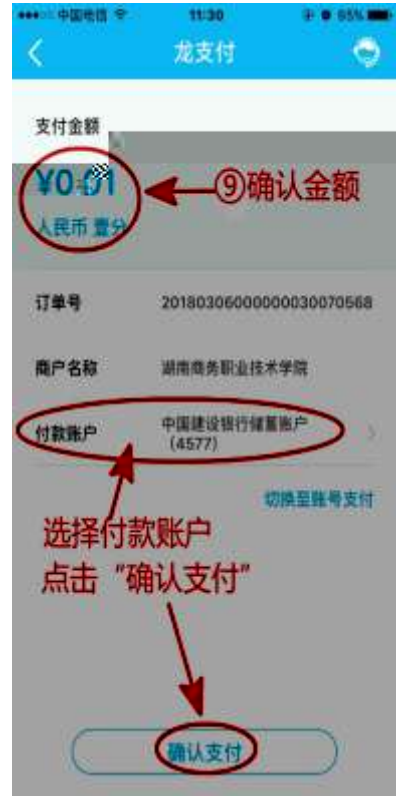 中国电信 11:30 65%
龙支付
支付金额
¥0.01
⑨确认金额
人民币 壹分
订单号 20180306000000030070568
商户名称 湖南商务职业技术学院
付款账户 中国建设银行储蓄账户
(4577)
切换至账号支付
选择付款账户
点击“确认支付”
确认支付